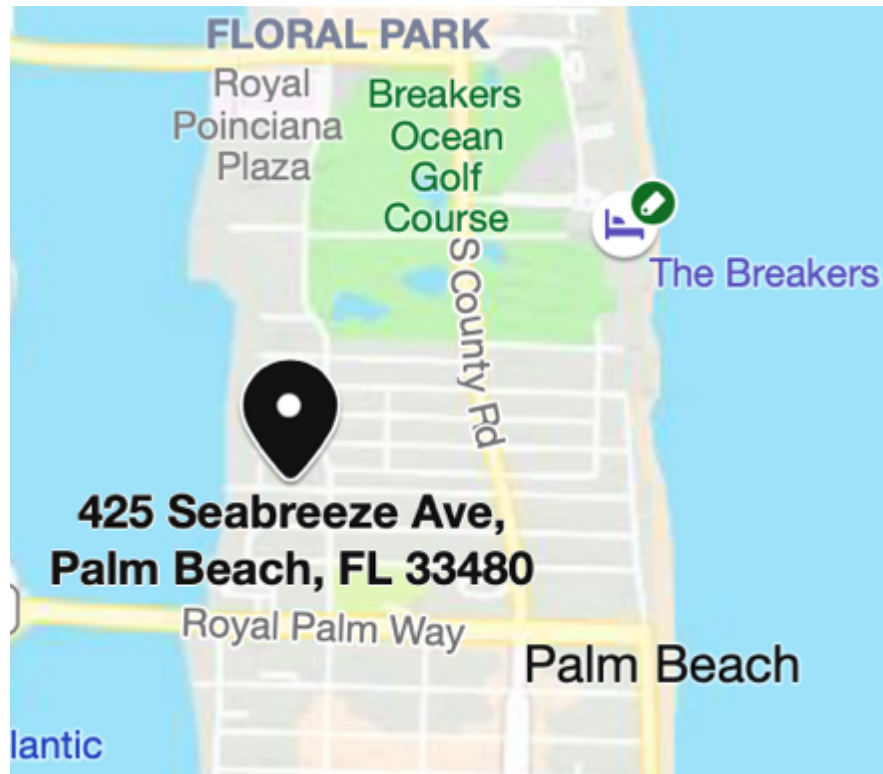 FLORAL PARK
Royal
Poinciana
Plaza
Breakers
Ocean
Golf
Course
The Breakers
S County Rd
425 Seabreeze Ave,
Palm Beach, FL 33480
Royal Palm Way
Palm Beach
lantic